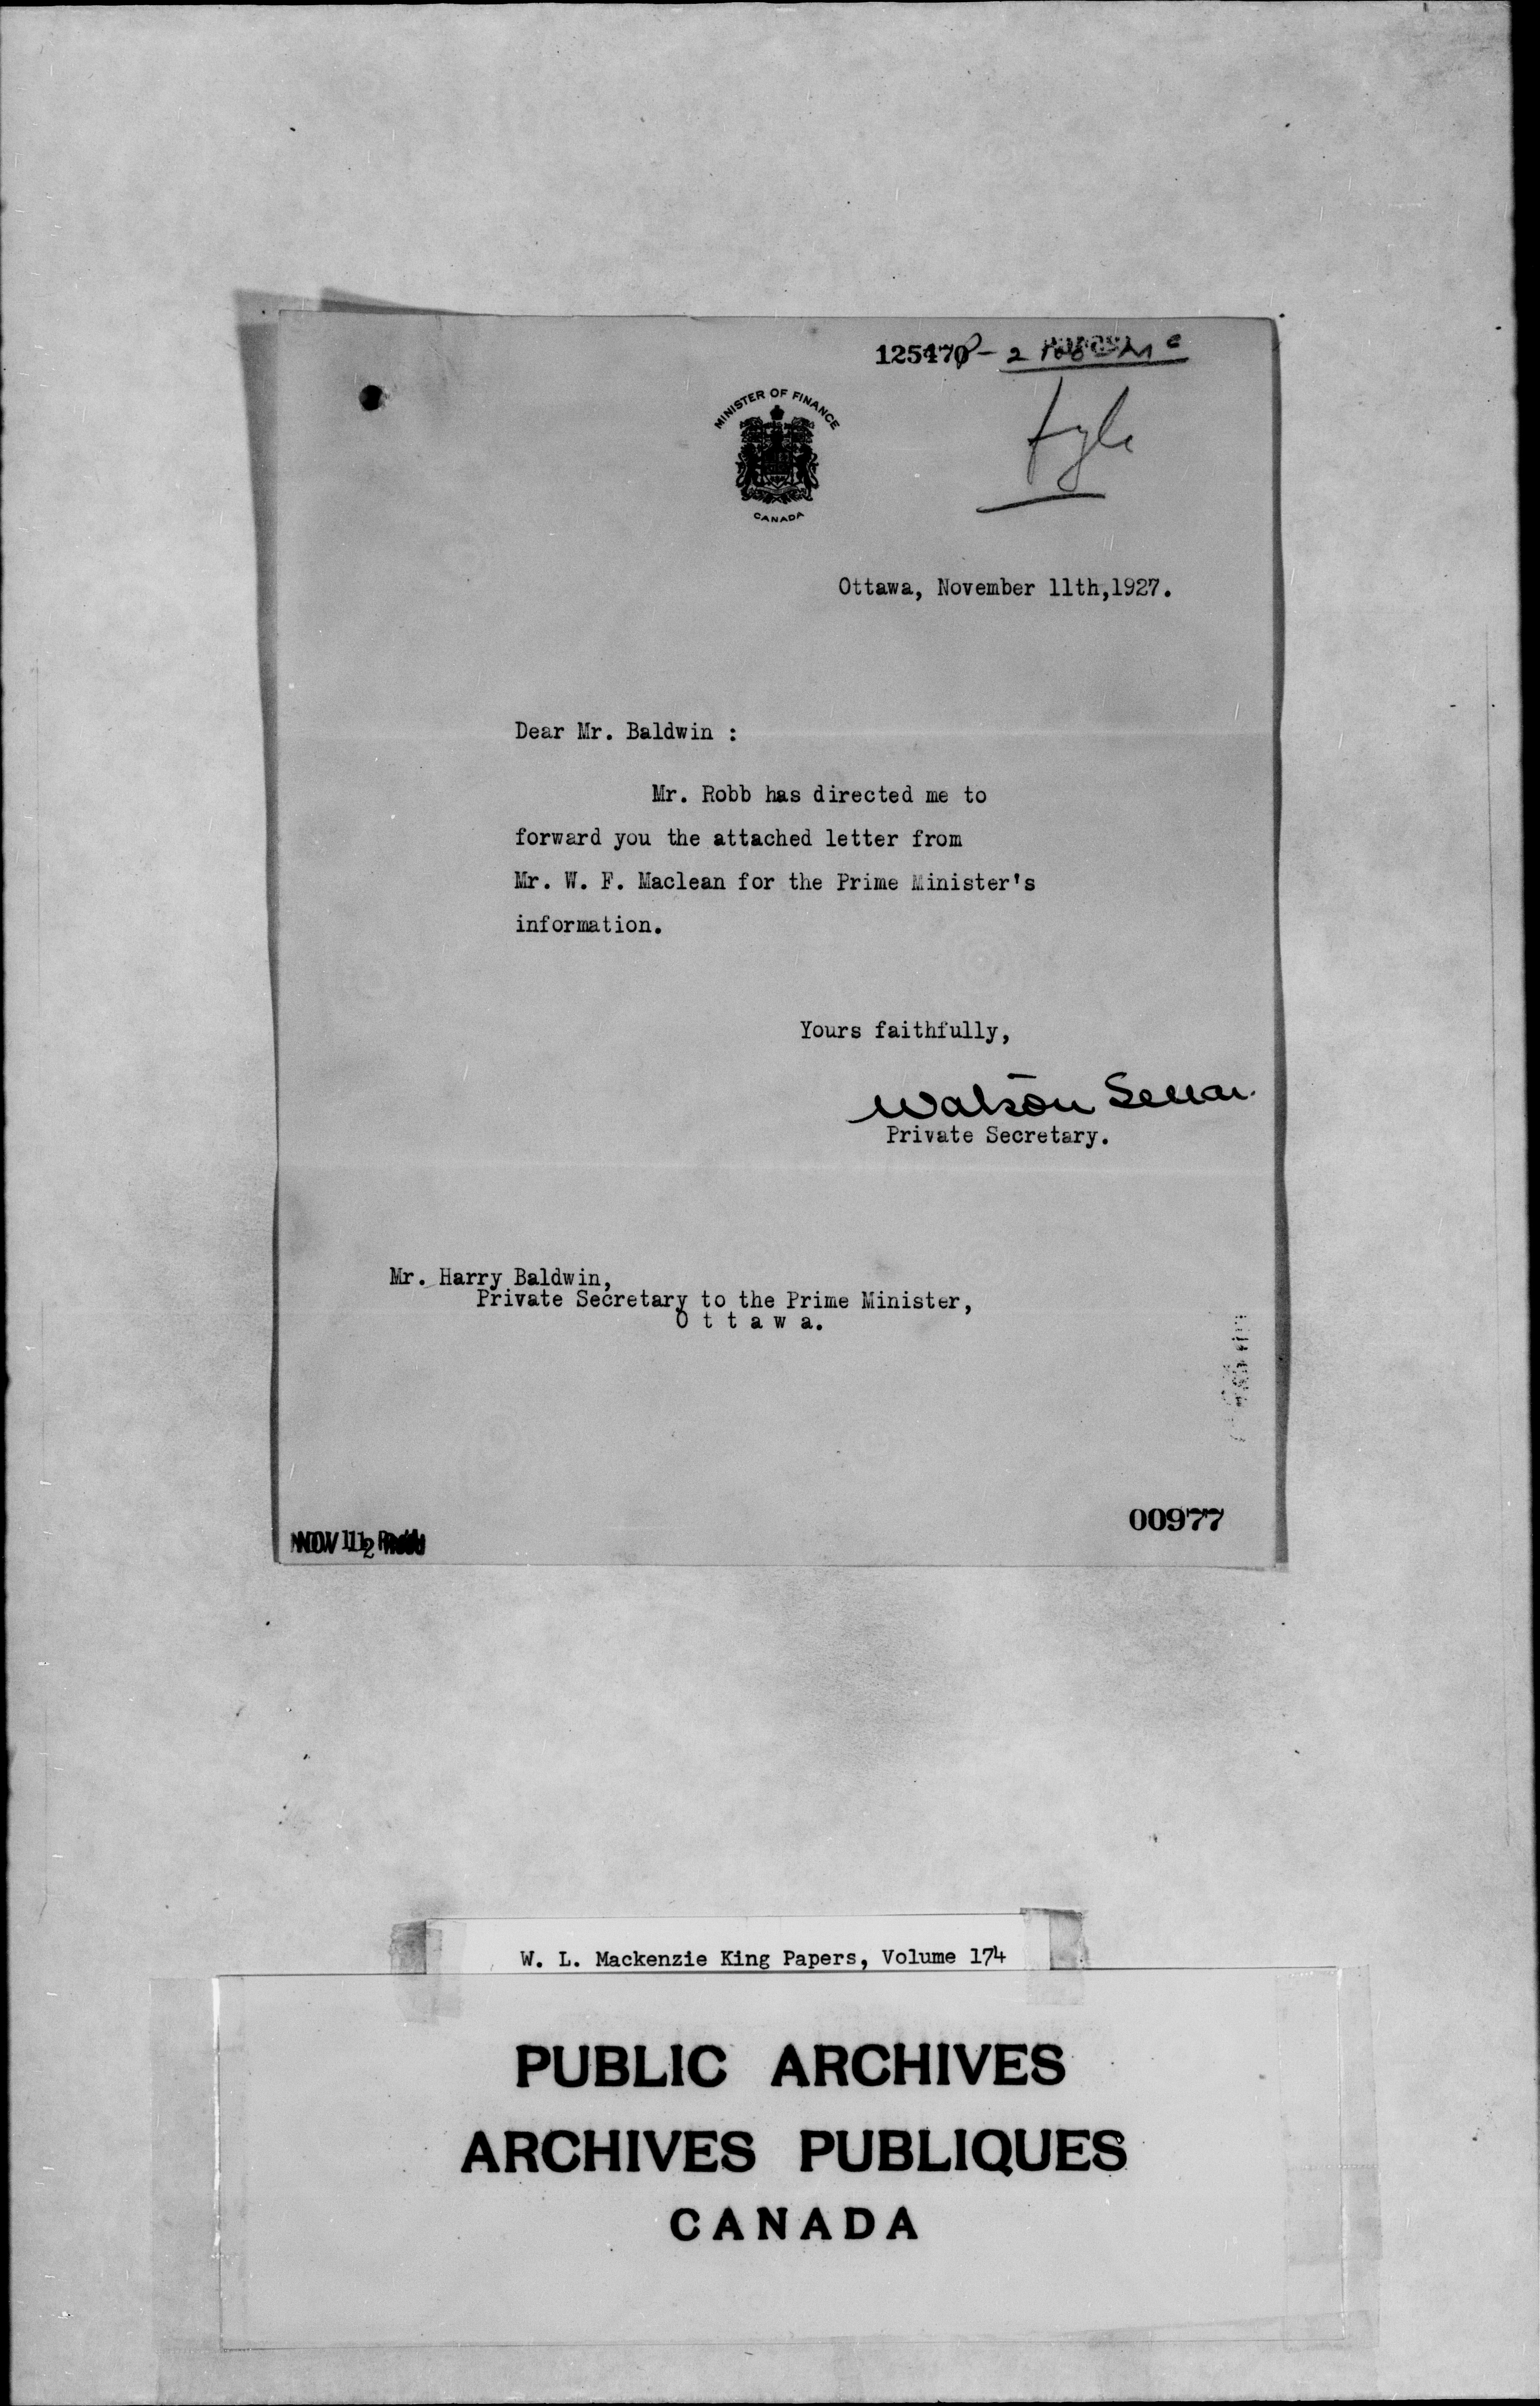 125470 - 2
MINISTER OF FINANCE
CANADA
fyle
Ottawa, November 11th,1927.
Dear Mr. Baldwin :
Mr. Robb has directed me to
forward you the attached letter from
Mr. W. F. Maclean for the Prime Minister's
information.
Yours faithfully,
Watson Sellar
Private Secretary.
Mr. Harry Baldwin,
Private Secretary to the Prime Minister,
O t t a w a.
00977
NOV
W. L. Mackenzie King Papers, Volume 174
PUBLIC ARCHIVES
ARCHIVES PUBLIQUES
CANADA